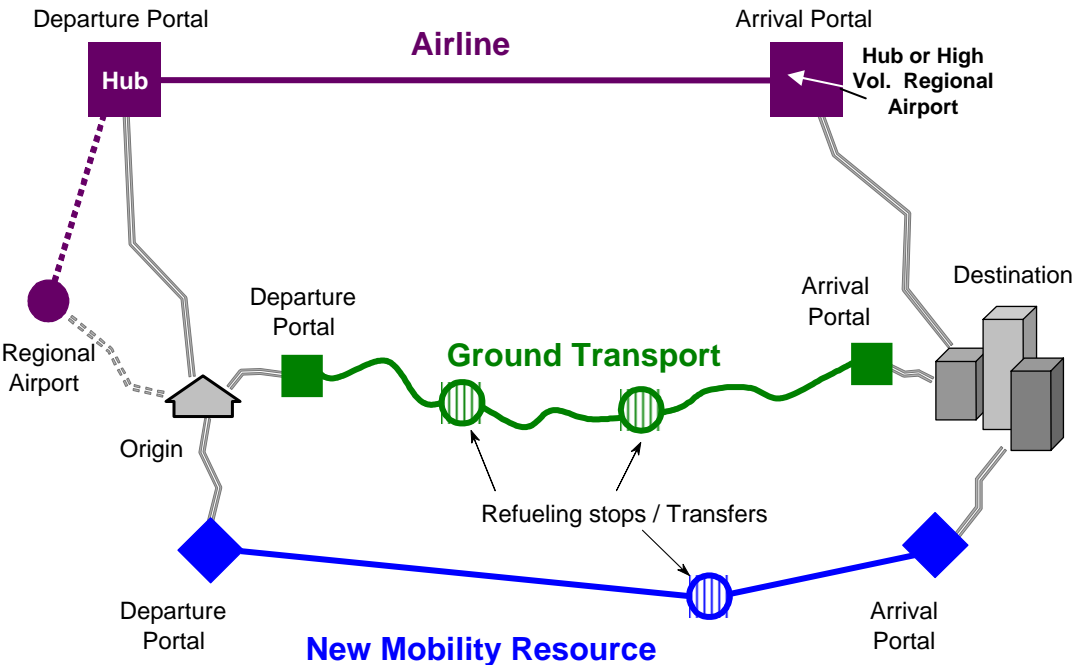 Departure Portal
Arrival Portal
Airline
Hub
Hub or High
Vol. Regional
Airport
Destination
Departure
Portal
Arrival
Portal
Regional
Airport
Ground Transport
Origin
Refueling stops / Transfers
Departure
Portal
Arrival
Portal
New Mobility Resource